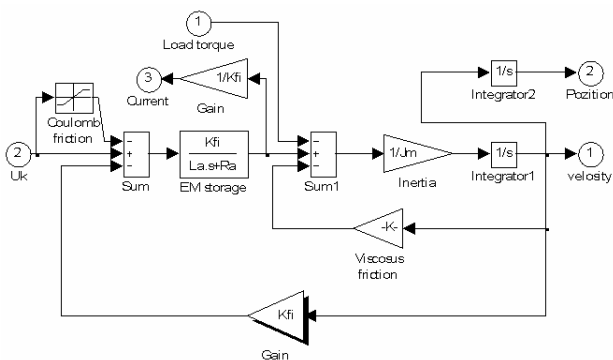 1
Load torque
3
Current
1/Kfi
Gain
1/s
Integrator2
2
Pozition
Coulomb
friction
2
Uk
−
+
−
Sum
Kfi
La.s+Ra
EM storage
−
+
−
Sum1
1/Jm
Inertia
1/s
Integrator1
1
velosity
-K-
Viscosus
friction
Kfi
Gain